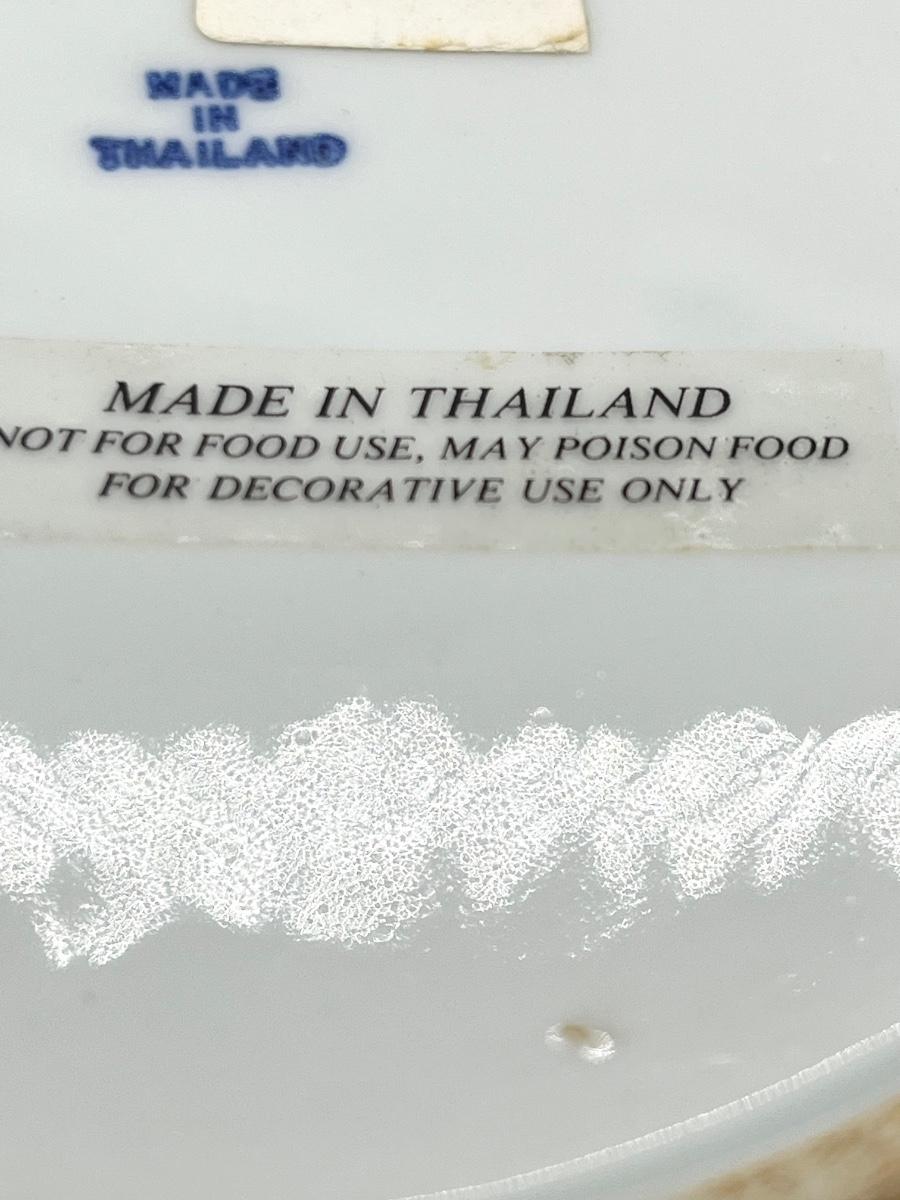 MADE
IN
THAILAND
MADE IN THAILAND
NOT FOR FOOD USE, MAY POISON FOOD
FOR DECORATIVE USE ONLY